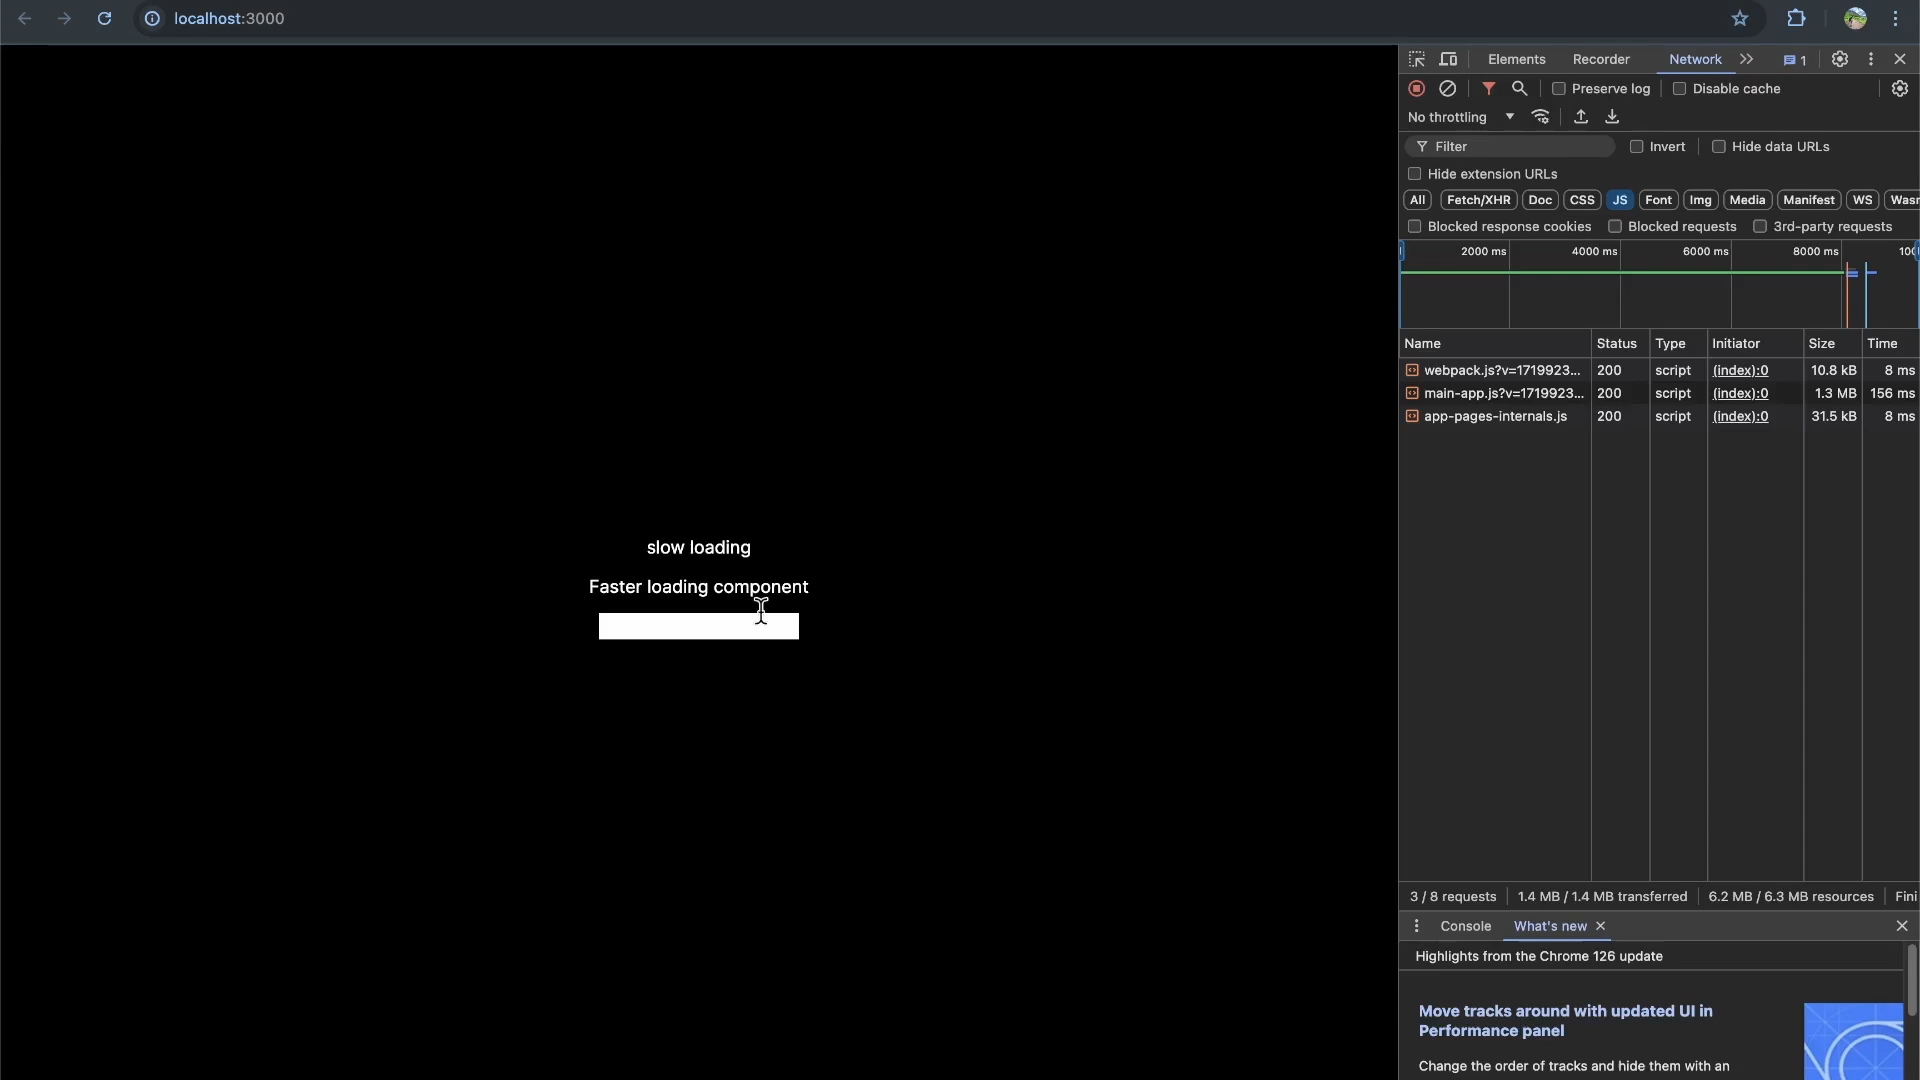 localhost:3000
Elements Recorder Network 1
Preserve log Disable cache
No throttling
Filter Invert Hide data URLs
Hide extension URLs
All Fetch/XHR Doc CSS JS Font Img Media Manifest WS
Blocked response cookies Blocked requests 3rd-party requests
2000 ms 4000 ms 6000 ms 8000 ms
Name Status Type Initiator Size Time
webpack.js?v=1719923... 200 script (index):0 10.8 kB 8 ms
main-app.js?v=1719923... 200 script (index):0 1.3 MB 156 ms
app-pages-internals.js 200 script (index):0 31.5 kB 8 ms
slow loading
Faster loading component
3 / 8 requests 1.4 MB / 1.4 MB transferred 6.2 MB / 6.3 MB resources
Console What's new
Highlights from the Chrome 126 update
Move tracks around with updated UI in
Performance panel
Change the order of tracks and hide them with an